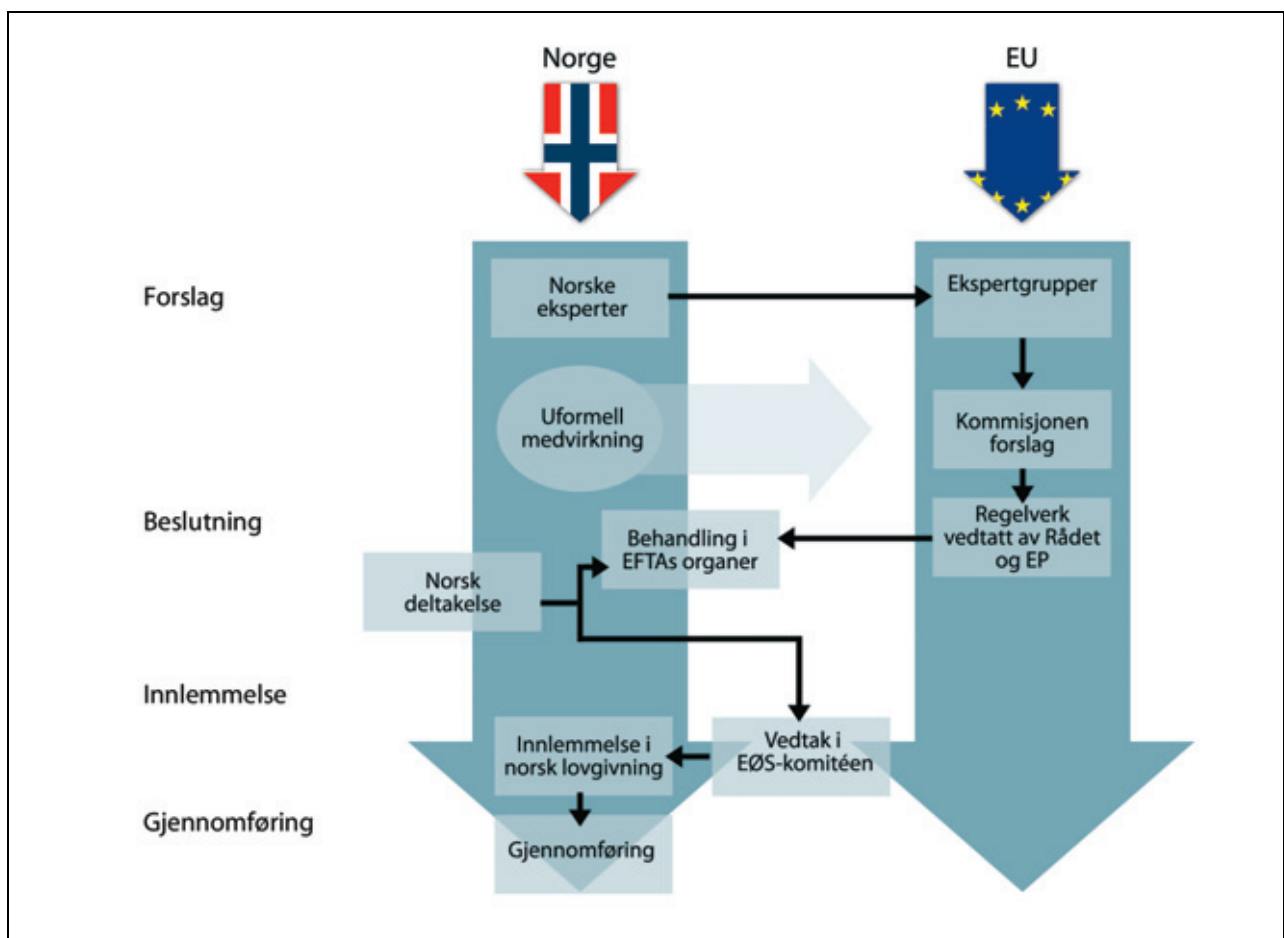 Norge
EU
Forslag
Norske
eksperter
Ekspertgrupper
Uformell
medvirkning
Kommisjonen
forslag
Beslutning
Behandling i
EFTAs organer
Regelverk
vedtatt av Rådet
og EP
Norsk
deltakelse
Innlemmelse
Innlemmelse i
norsk lovgivning
Vedtak i
EØS-komitéen
Gjennomføring
Gjennomføring